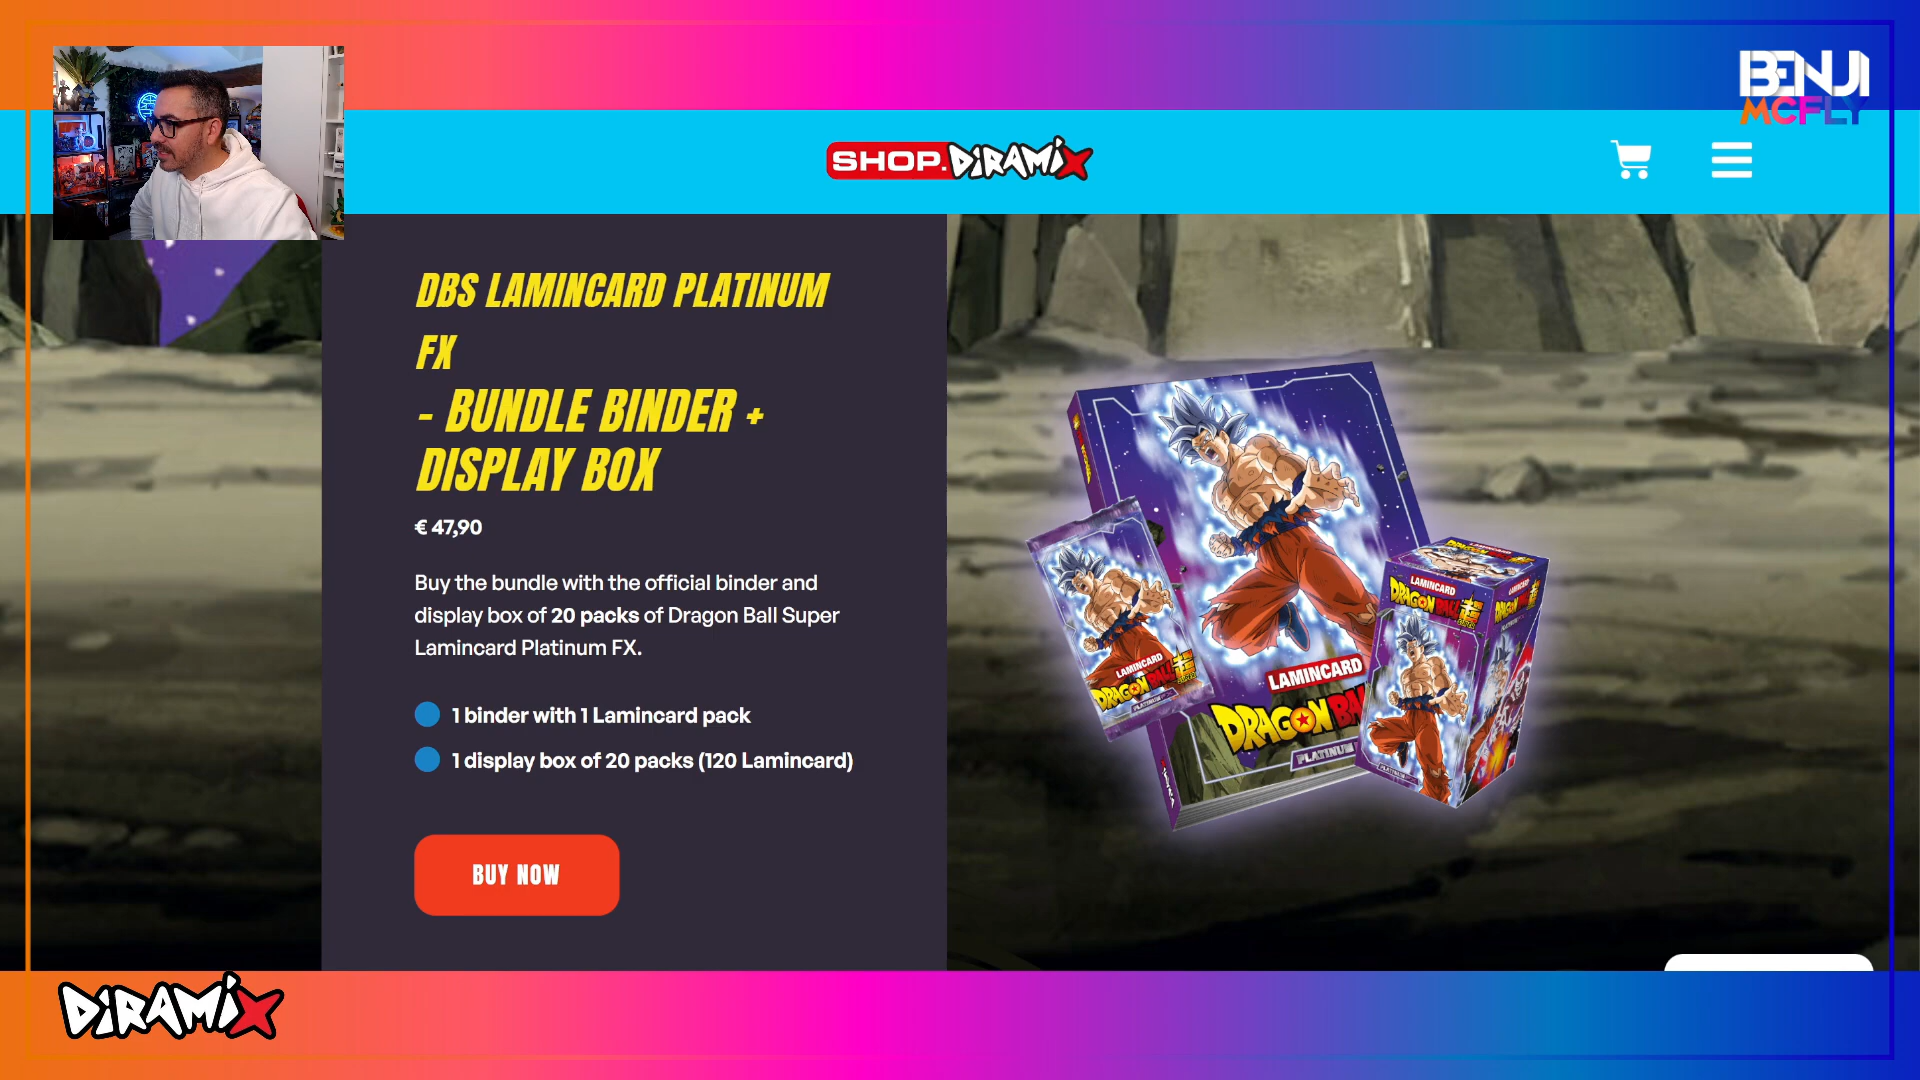 BENJI
MCFLY
SHOP.DIRAMIX
DBS LAMINCARD PLATINUM
FX
- BUNDLE BINDER +
DISPLAY BOX
€ 47,90
Buy the bundle with the official binder and
display box of 20 packs of Dragon Ball Super
Lamincard Platinum FX.
1 binder with 1 Lamincard pack
1 display box of 20 packs (120 Lamincard)
BUY NOW
LAMINCARD
DRAGON BA
PLATINUM
LAMINCARD
DRAGON BALL
PLATINUM
LAMINCARD
DRAGON BALL
DIRAMIX